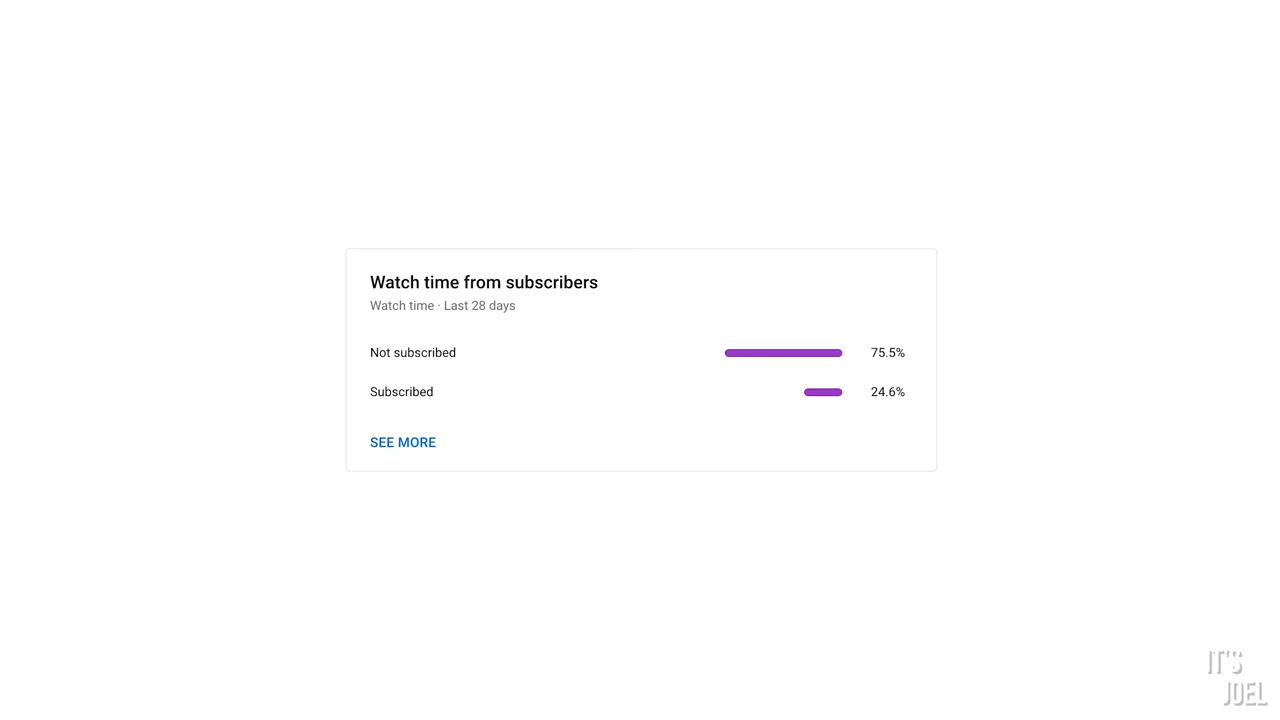 Watch time from subscribers
Watch time · Last 28 days
Not subscribed 75.5%
Subscribed 24.6%
SEE MORE
IT'S
JOEL